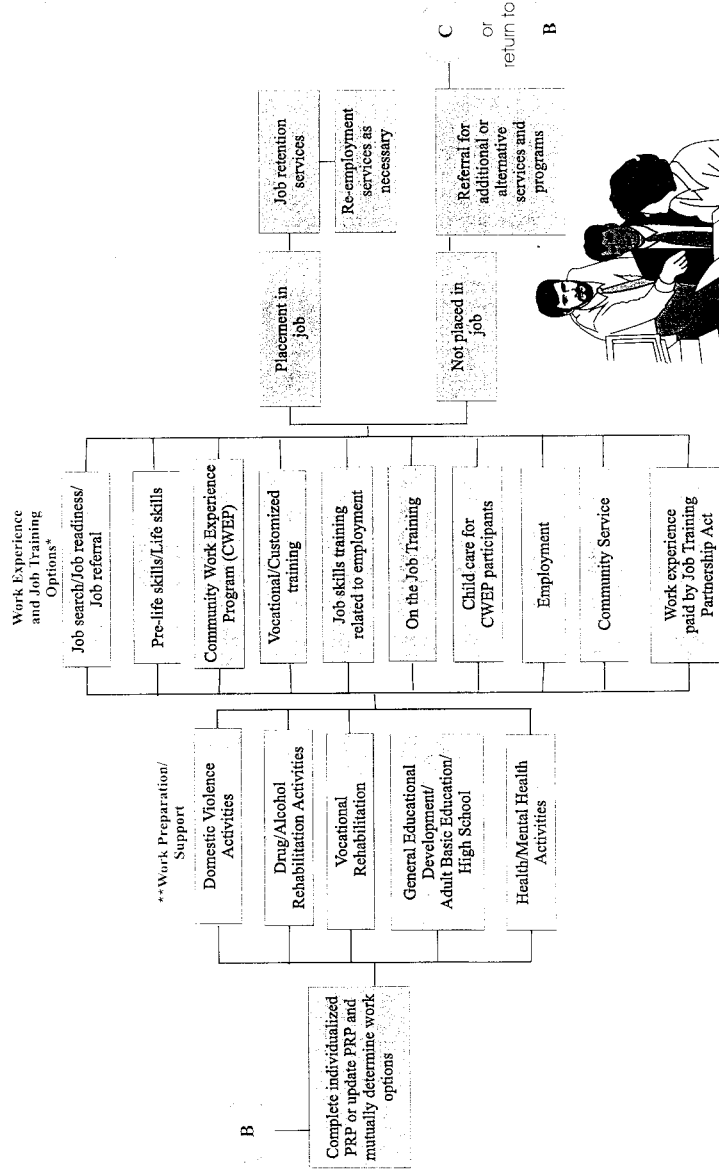 B
Complete individualized
PRP or update PRP and
mutually determine work
options
**Work Preparation/
Support
Domestic Violence
Activities
Drug/Alcohol
Rehabilitation Activities
Vocational
Rehabilitation
General Educational
Development/
Adult Basic Education/
High School
Health/Mental Health
Activities
Work Experience
and Job Training
Options*
Job search/Job readiness/
Job referral
Pre-life skills/Life skills
Community Work Experience
Program (CWEP)
Vocational/Customized
training
Job skills training
related to employment
On the Job Training
Child care for
CWEP participants
Employment
Community Service
Work experience
paid by Job Training
Partnership Act
Placement in
job
Not placed in
job
Job retention
services
Re-employment
services as
necessary
Referral for
additional or
alternative
services and
programs
C
or
return to
B